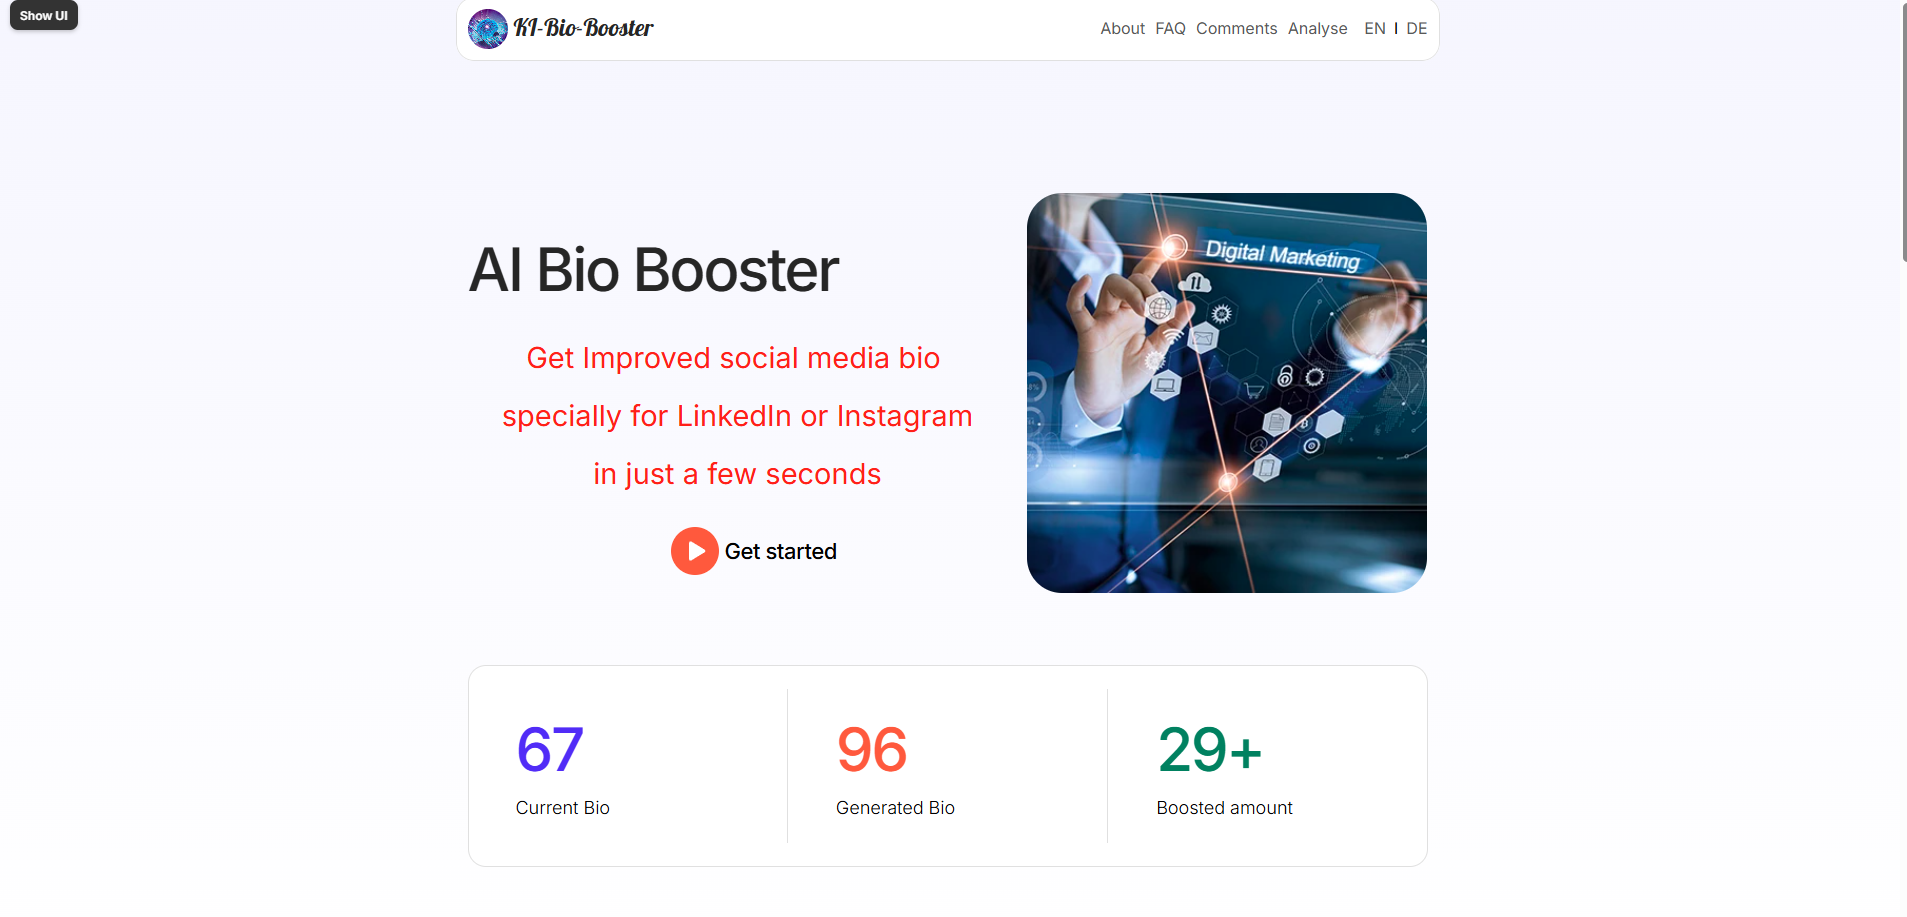 Show UI
KI-Bio-Booster
About FAQ Comments Analyse EN I DE
AI Bio Booster
Get Improved social media bio
specially for LinkedIn or Instagram
in just a few seconds
Get started
Digital Marketing
67
Current Bio
96
Generated Bio
29+
Boosted amount